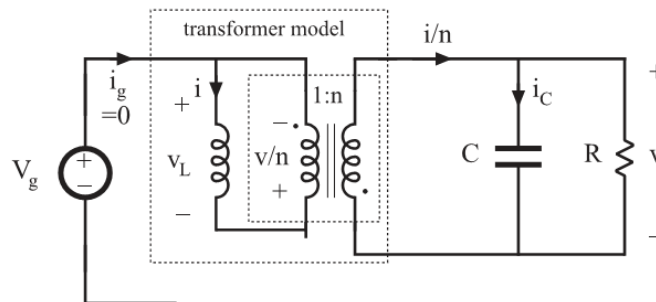 transformer model
i/n
+
i_g
=0
i
1:n
i_C
+
−
V_g
+
−
v_L
v/n
C
R
v
+
−
−